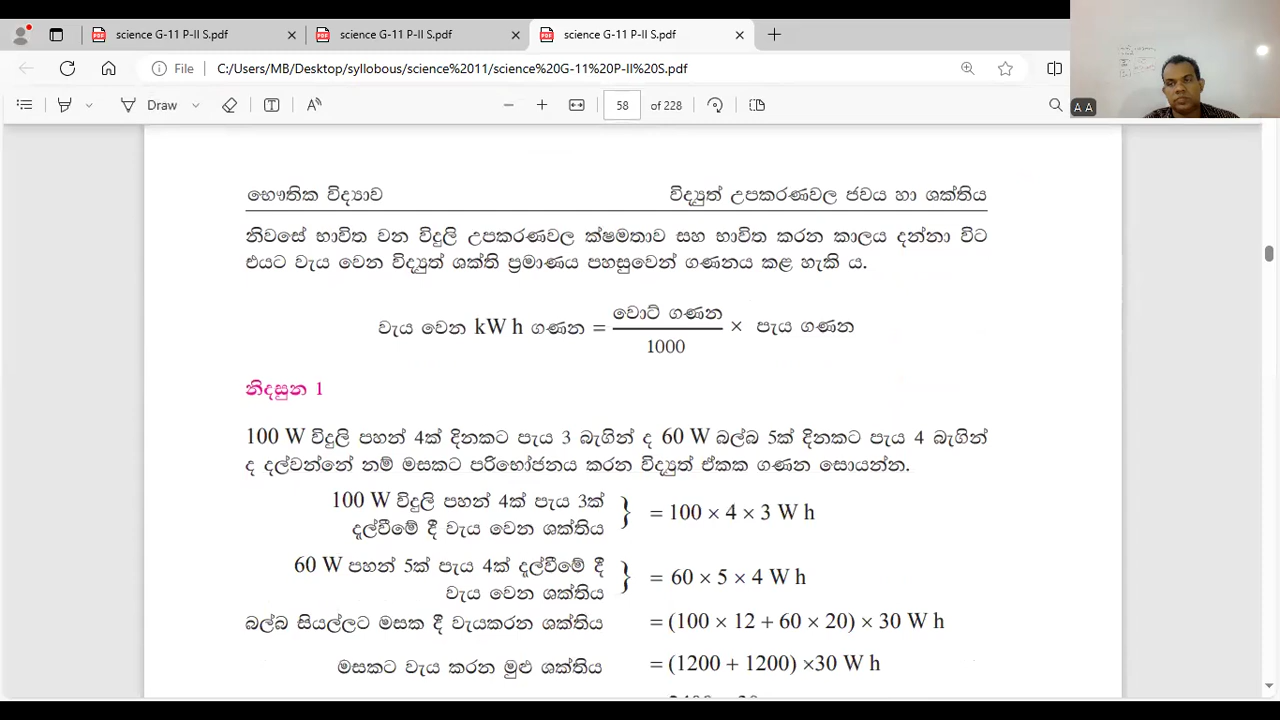 science G-11 P-II S.pdf
science G-11 P-II S.pdf
science G-11 P-II S.pdf
File C:/Users/MB/Desktop/syllobous/science%2011/science%20G-11%20P-II%20S.pdf
Draw 58 of 228
A A
භෞතික විද්‍යාව විද්‍යුත් උපකරණවල ජවය හා ශක්තිය
නිවසේ භාවිත වන විදුලි උපකරණවල ක්ෂමතාව සහ භාවිත කරන කාලය දන්නා විට
එයට වැය වෙන විද්‍යුත් ශක්ති ප්‍රමාණය පහසුවෙන් ගණනය කළ හැකි ය.
වැය වෙන kW h ගණන = වොට් ගණන / 1000 × පැය ගණන
නිදසුන 1
100 W විදුලි පහන් 4ක් දිනකට පැය 3 බැගින් ද 60 W බල්බ 5ක් දිනකට පැය 4 බැගින්
ද දල්වන්නේ නම් මසකට පරිභෝජනය කරන විද්‍යුත් ඒකක ගණන සොයන්න.
100 W විදුලි පහන් 4ක් පැය 3ක්
දැල්වීමේ දී වැය වෙන ශක්තිය } = 100 × 4 × 3 W h
60 W පහන් 5ක් පැය 4ක් දැල්වීමේ දී
වැය වෙන ශක්තිය } = 60 × 5 × 4 W h
බල්බ සියල්ලට මසක දී වැයකරන ශක්තිය = (100 × 12 + 60 × 20) × 30 W h
මසකට වැය කරන මුළු ශක්තිය = (1200 + 1200) ×30 W h